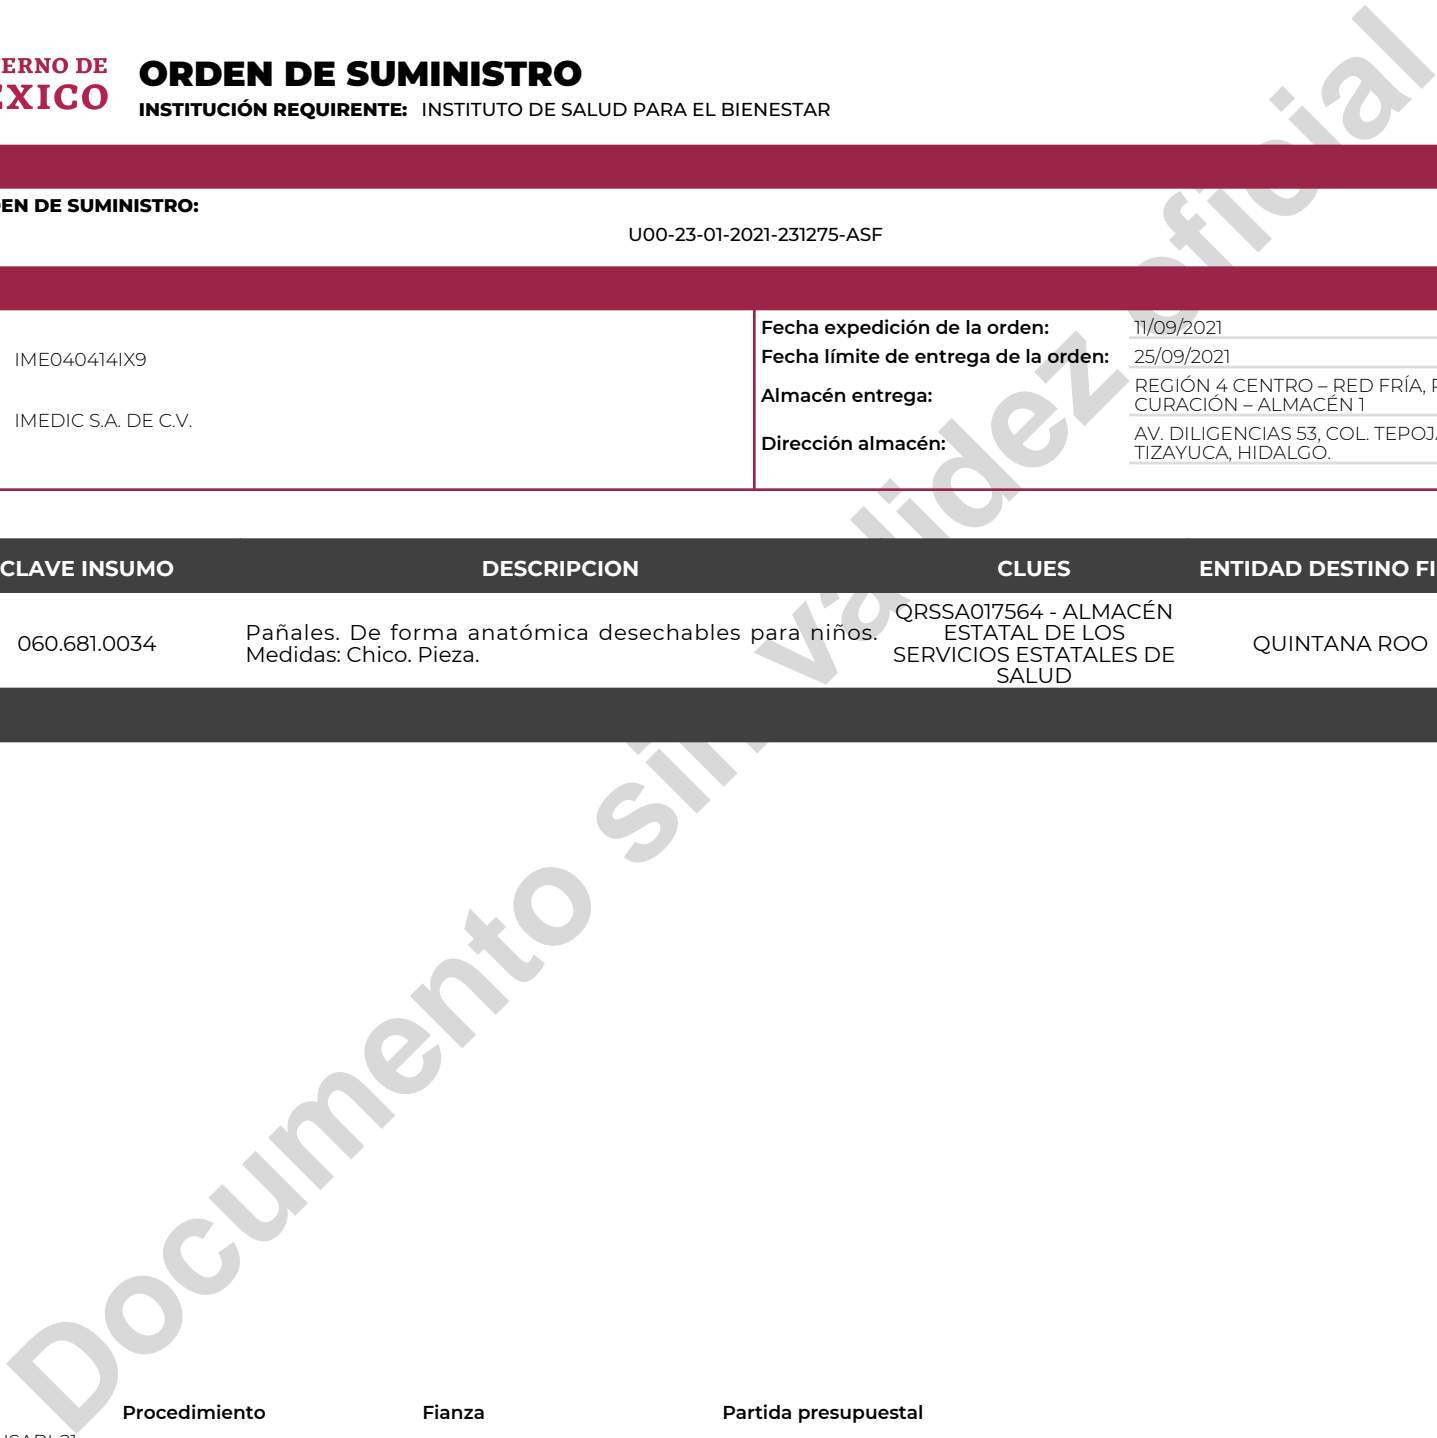 ERNO DE
EXICO
ORDEN DE SUMINISTRO
INSTITUCIÓN REQUIRENTE: INSTITUTO DE SALUD PARA EL BIENESTAR
EN DE SUMINISTRO:
U00-23-01-2021-231275-ASF
IME040414IX9
IMEDIC S.A. DE C.V.
Fecha expedición de la orden: 11/09/2021
Fecha límite de entrega de la orden: 25/09/2021
Almacén entrega: REGIÓN 4 CENTRO – RED FRÍA,
CURACIÓN – ALMACÉN 1
Dirección almacén: AV. DILIGENCIAS 53, COL. TEPOJ
TIZAYUCA, HIDALGO.
CLAVE INSUMO DESCRIPCION CLUES ENTIDAD DESTINO FI
060.681.0034
Pañales. De forma anatómica desechables para niños.
Medidas: Chico. Pieza.
QRSSA017564 - ALMACÉN
ESTATAL DE LOS
SERVICIOS ESTATALES DE
SALUD
QUINTANA ROO
Documento sin validez oficial
Procedimiento Fianza Partida presupuestal